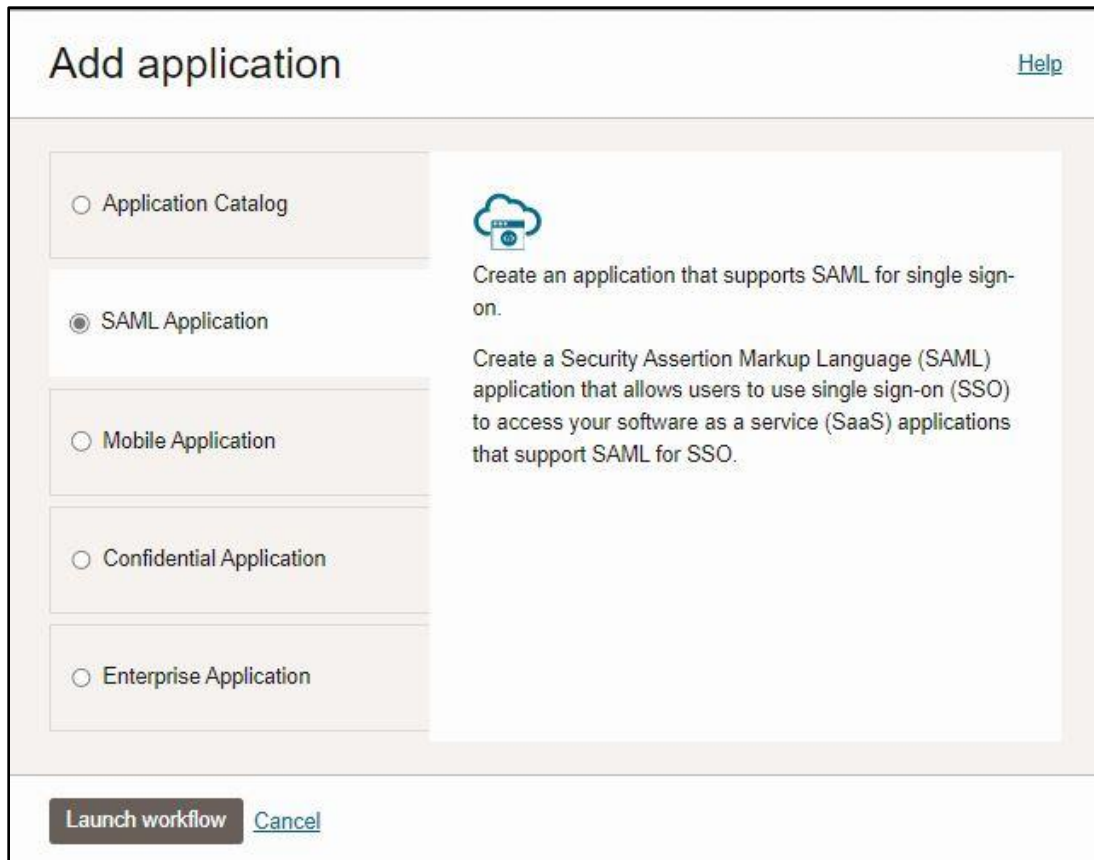 Add application
Help
Application Catalog
SAML Application
Mobile Application
Confidential Application
Enterprise Application
Create an application that supports SAML for single sign-
on.
Create a Security Assertion Markup Language (SAML)
application that allows users to use single sign-on (SSO)
to access your software as a service (SaaS) applications
that support SAML for SSO.
Launch workflow
Cancel